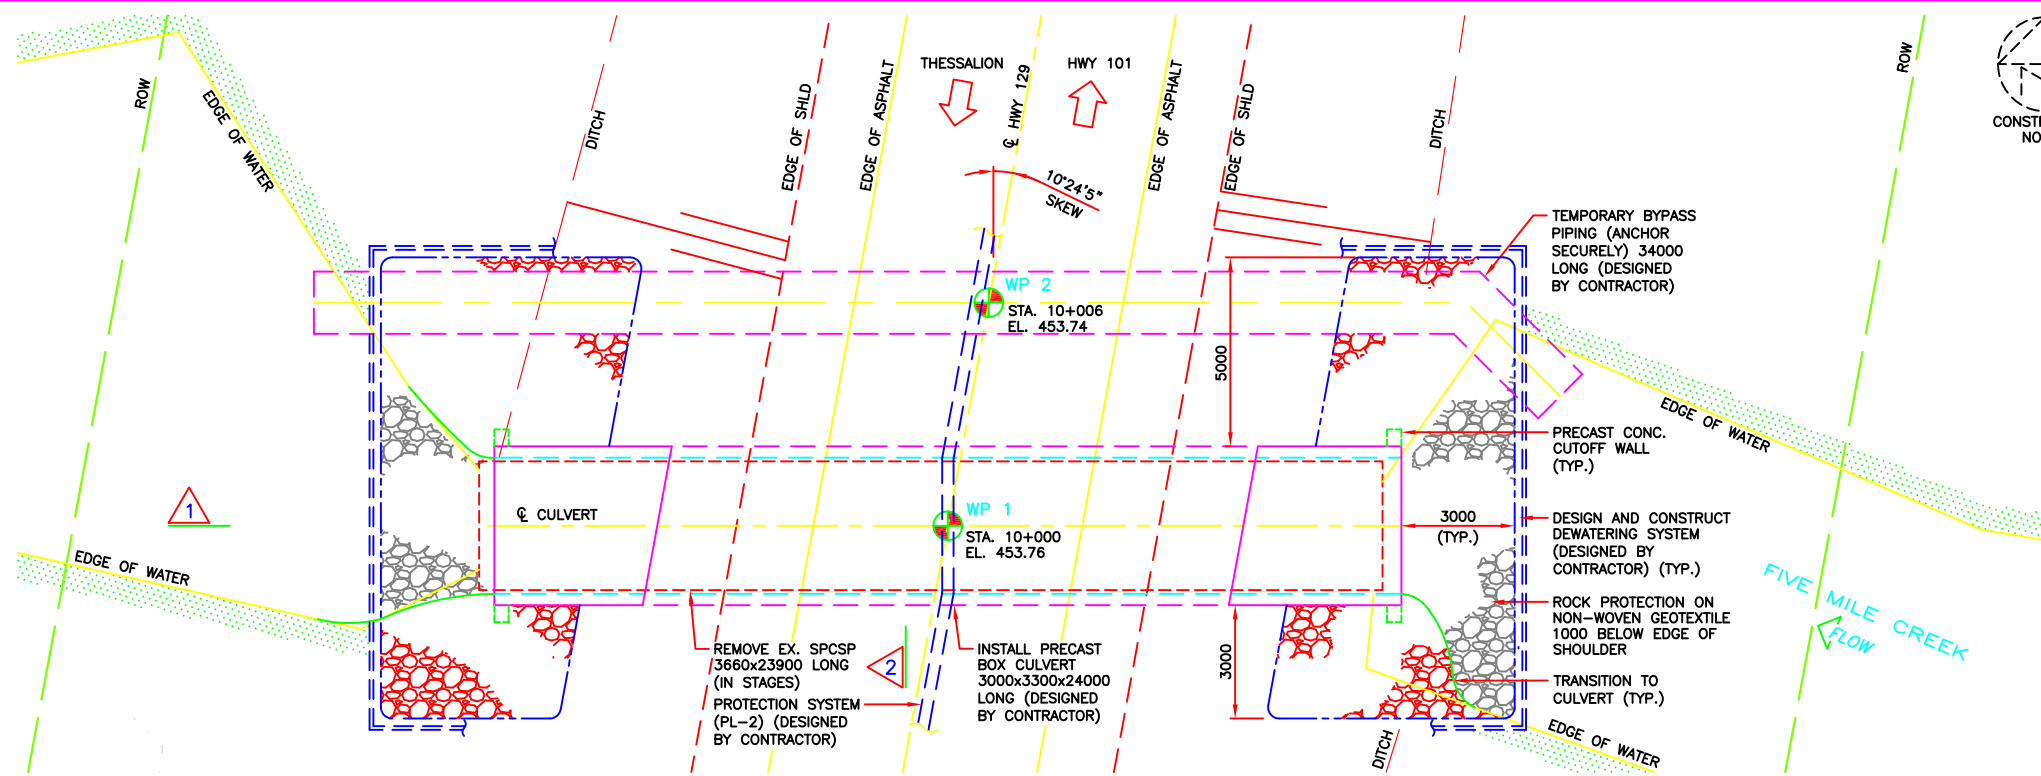 ROW
EDGE OF WATER
DITCH
EDGE OF SHLD
EDGE OF ASPHALT
THESSALION
℄ HWY 129
HWY 101
EDGE OF ASPHALT
EDGE OF SHLD
DITCH
ROW
10°24'5"
SKEW
TEMPORARY BYPASS
PIPING (ANCHOR
SECURELY) 34000
LONG (DESIGNED
BY CONTRACTOR)
WP 2
STA. 10+006
EL. 453.74
5000
EDGE OF WATER
PRECAST CONC.
CUTOFF WALL
(TYP.)
1
℄ CULVERT
WP 1
STA. 10+000
EL. 453.76
3000
(TYP.)
DESIGN AND CONSTRUCT
DEWATERING SYSTEM
(DESIGNED BY
CONTRACTOR) (TYP.)
EDGE OF WATER
FIVE MILE CREEK
FLOW
ROCK PROTECTION ON
NON-WOVEN GEOTEXTILE
1000 BELOW EDGE OF
SHOULDER
REMOVE EX. SPCSP
3660x23900 LONG
(IN STAGES)
2
PROTECTION SYSTEM
(PL-2) (DESIGNED
BY CONTRACTOR)
INSTALL PRECAST
BOX CULVERT
3000x3300x24000
LONG (DESIGNED
BY CONTRACTOR)
3000
TRANSITION TO
CULVERT (TYP.)
DITCH
EDGE OF WATER